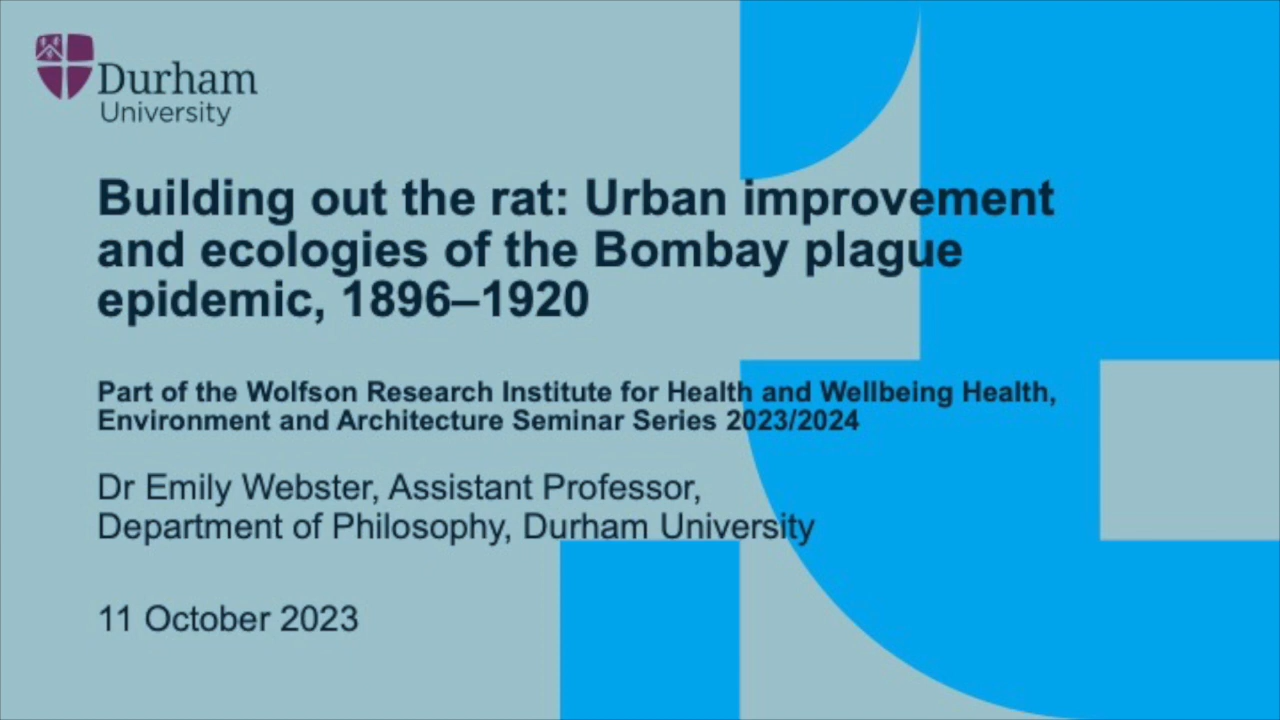 Durham
University
Building out the rat: Urban improvement
and ecologies of the Bombay plague
epidemic, 1896–1920
Part of the Wolfson Research Institute for Health and Wellbeing Health,
Environment and Architecture Seminar Series 2023/2024
Dr Emily Webster, Assistant Professor,
Department of Philosophy, Durham University
11 October 2023